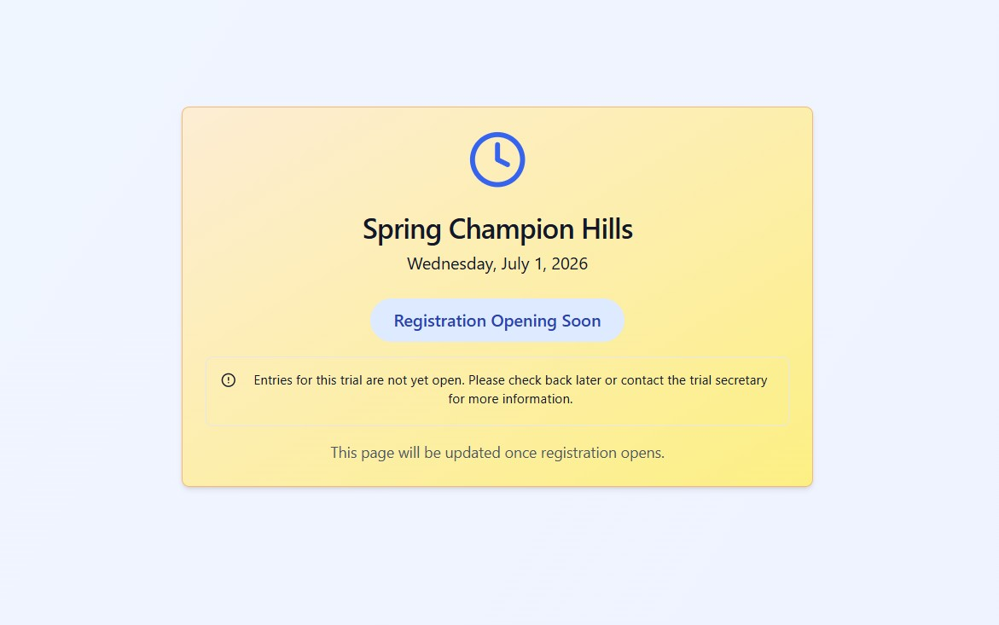 Spring Champion Hills
Wednesday, July 1, 2026
Registration Opening Soon
Entries for this trial are not yet open. Please check back later or contact the trial secretary
for more information.
This page will be updated once registration opens.